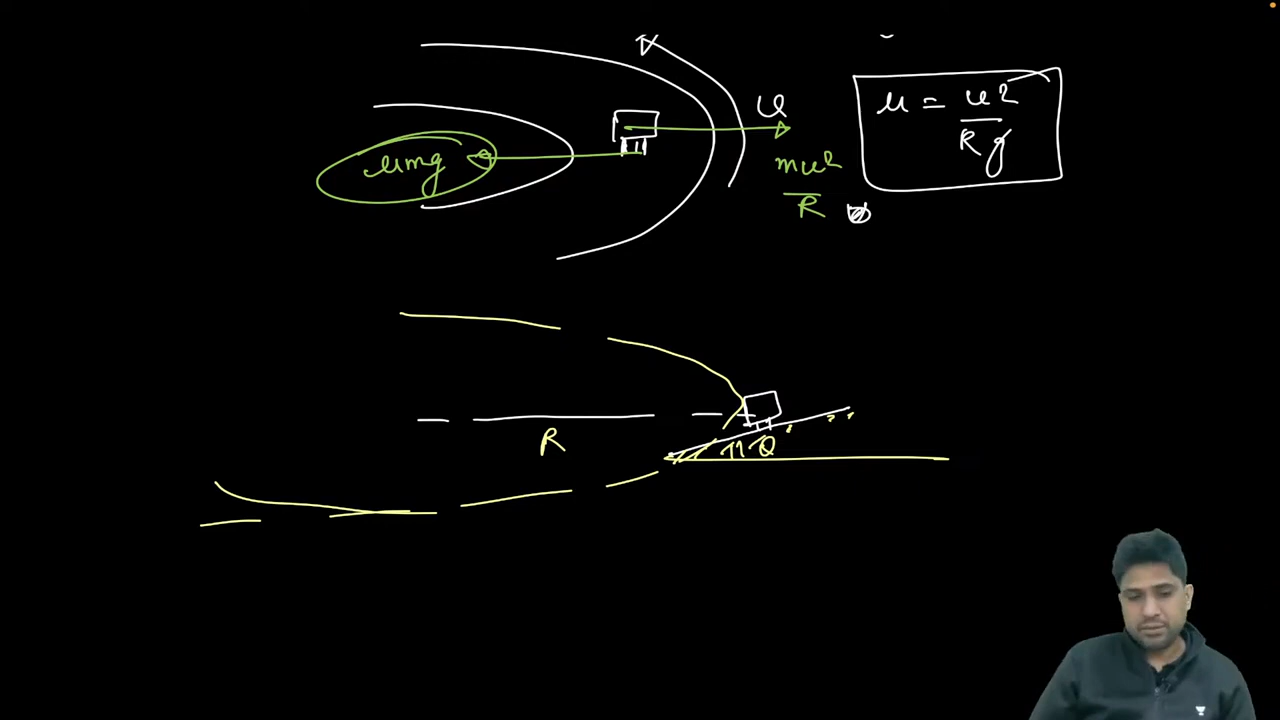 u
μ = u²/Rg
μmg
mu²/R
R
θ